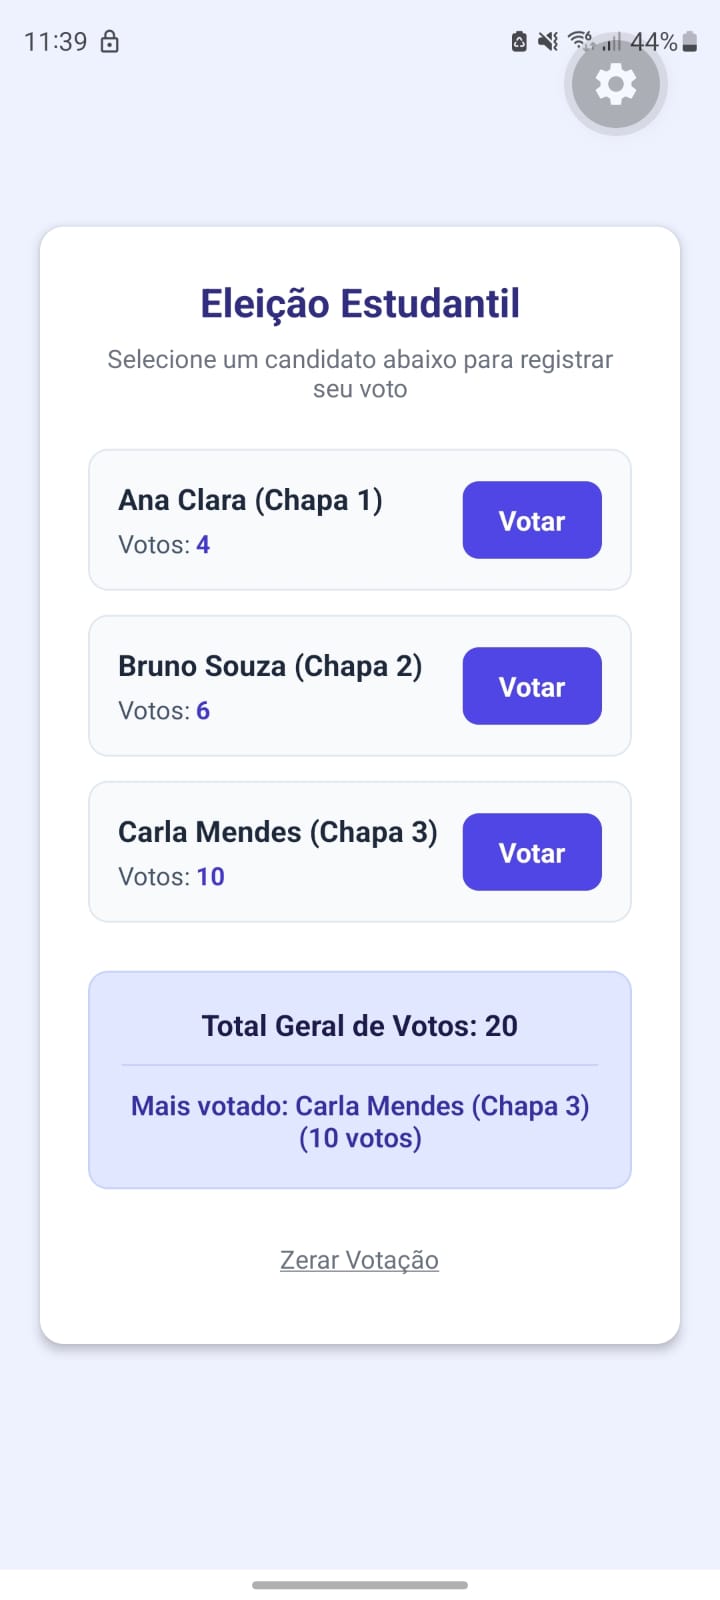 11:39
44%
Eleição Estudantil
Selecione um candidato abaixo para registrar
seu voto
Ana Clara (Chapa 1)
Votos: 4
Votar
Bruno Souza (Chapa 2)
Votos: 6
Votar
Carla Mendes (Chapa 3)
Votos: 10
Votar
Total Geral de Votos: 20
Mais votado: Carla Mendes (Chapa 3)
(10 votos)
Zerar Votação